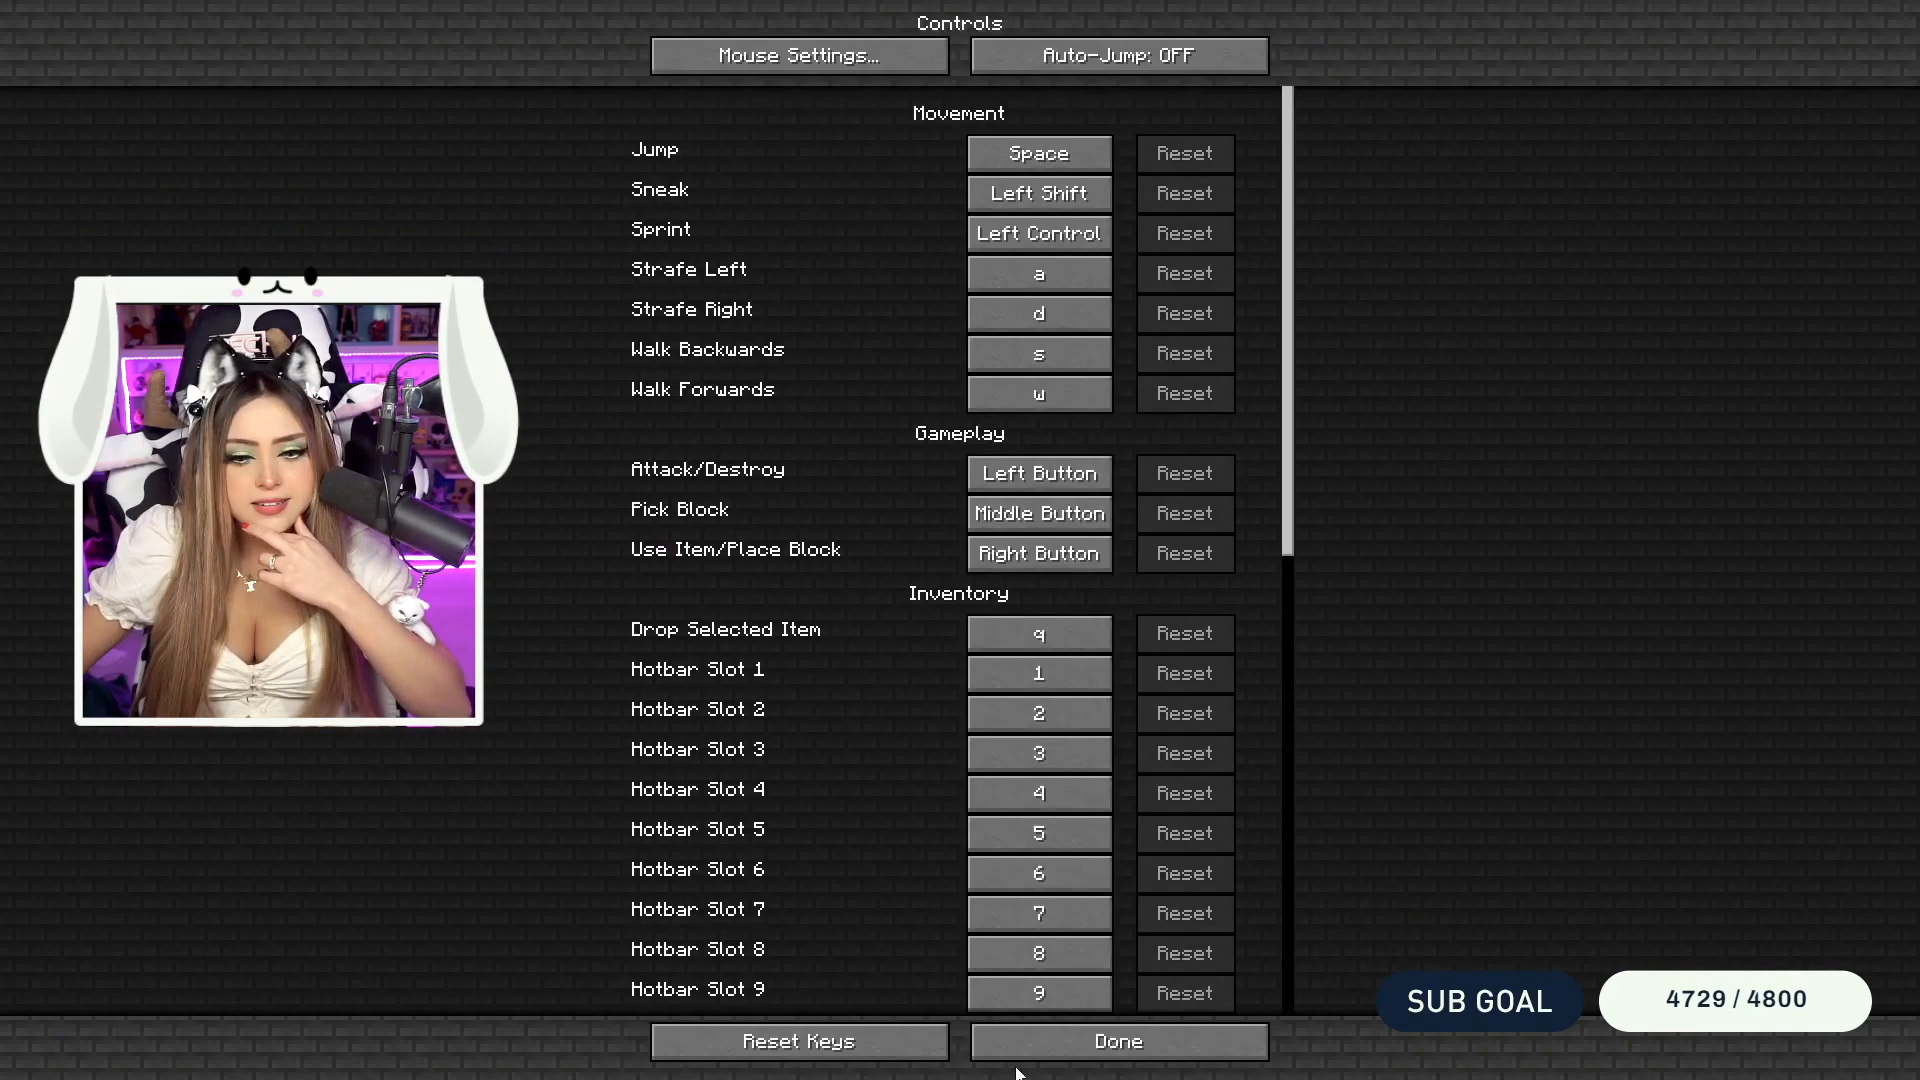 Controls
Mouse Settings... Auto-Jump: OFF
Movement
Jump Space Reset
Sneak Left Shift Reset
Sprint Left Control Reset
Strafe Left a Reset
Strafe Right d Reset
Walk Backwards s Reset
Walk Forwards w Reset
Gameplay
Attack/Destroy Left Button Reset
Pick Block Middle Button Reset
Use Item/Place Block Right Button Reset
Inventory
Drop Selected Item q Reset
Hotbar Slot 1 1 Reset
Hotbar Slot 2 2 Reset
Hotbar Slot 3 3 Reset
Hotbar Slot 4 4 Reset
Hotbar Slot 5 5 Reset
Hotbar Slot 6 6 Reset
Hotbar Slot 7 7 Reset
Hotbar Slot 8 8 Reset
Hotbar Slot 9 9 Reset
SUB GOAL 4729 / 4800
Reset Keys Done